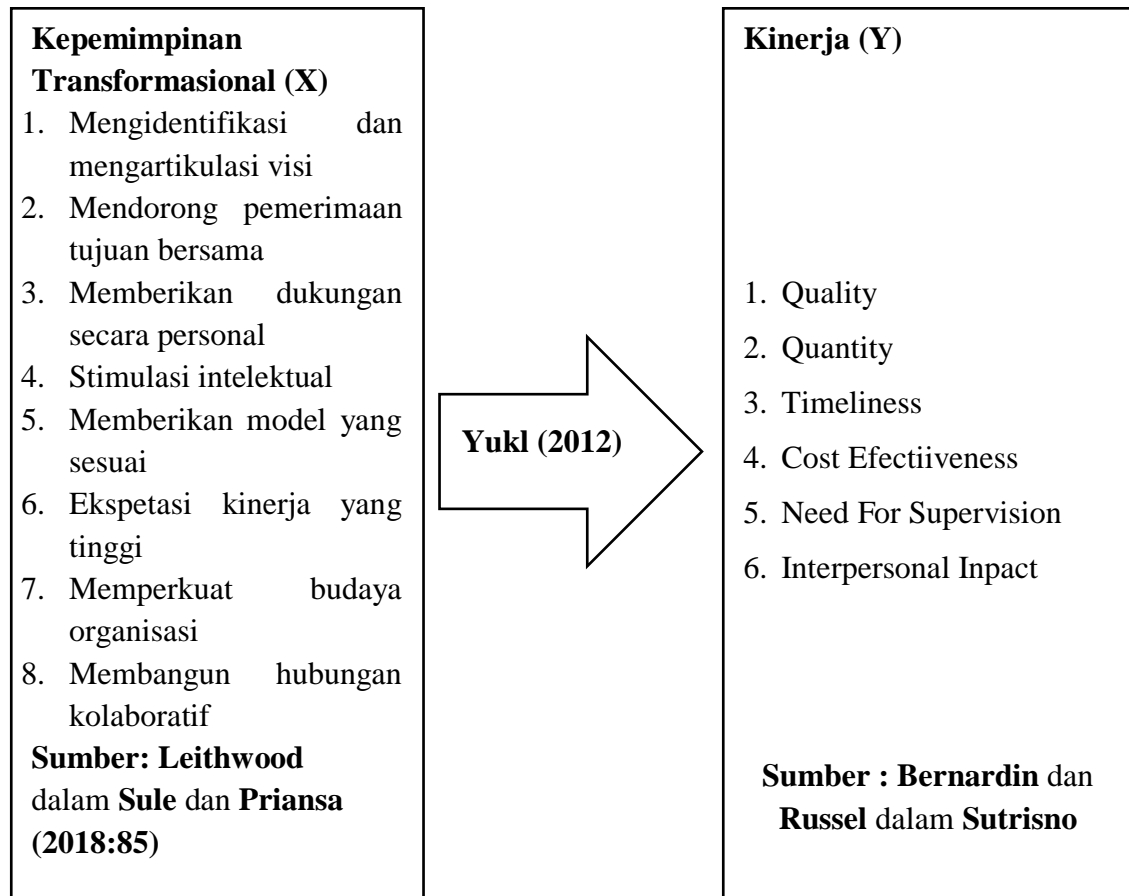 Kepemimpinan
Transformasional (X)
1. Mengidentifikasi dan
mengartikulasi visi
2. Mendorong pemerimaan
tujuan bersama
3. Memberikan dukungan
secara personal
4. Stimulasi intelektual
5. Memberikan model yang
sesuai
6. Ekspetasi kinerja yang
tinggi
7. Memperkuat budaya
organisasi
8. Membangun hubungan
kolaboratif
Sumber: Leithwood
dalam Sule dan Priansa
(2018:85)
Yukl (2012)
Kinerja (Y)
1. Quality
2. Quantity
3. Timeliness
4. Cost Efectiiveness
5. Need For Supervision
6. Interpersonal Inpact
Sumber : Bernardin dan
Russel dalam Sutrisno